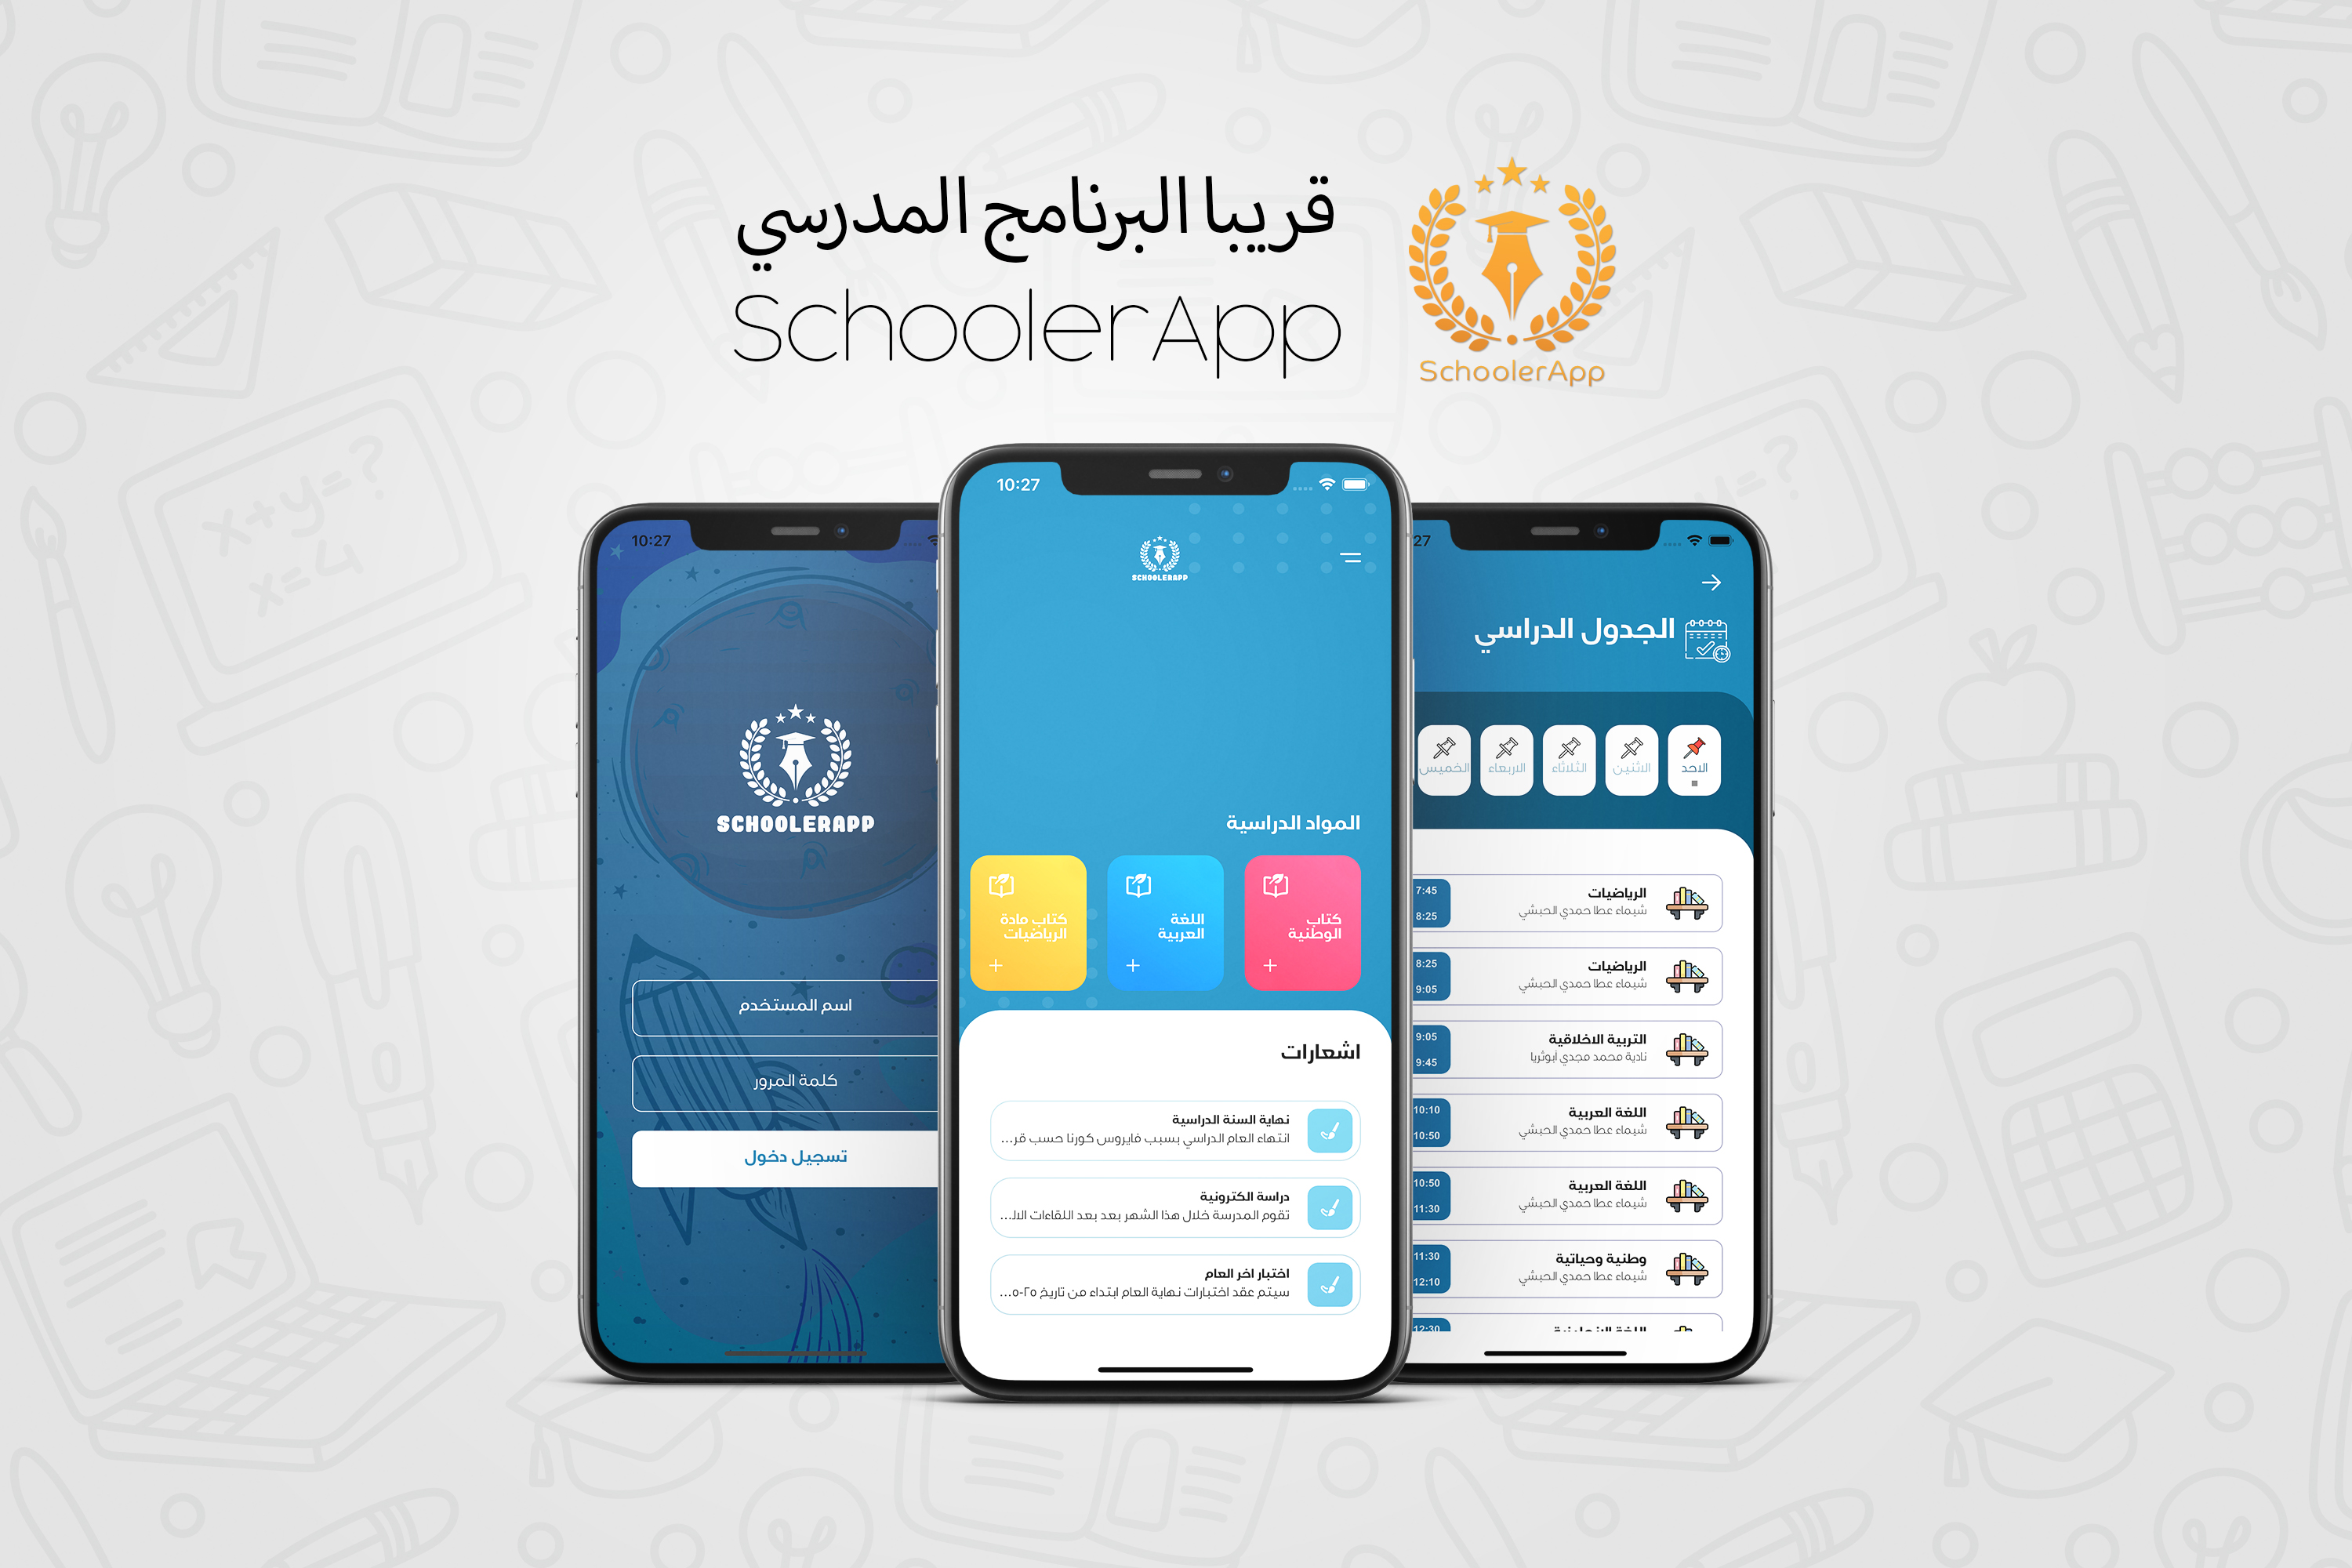 قريبا البرنامج المدرسي
SchoolerApp
SchoolerApp
10:27
SCHOOLERAPP
اسم المستخدم
كلمة المرور
تسجيل دخول
10:27
SCHOOLERAPP
المواد الدراسية
كتاب
الوطنية
اللغة
العربية
كتاب مادة
الرياضيات
اشعارات
نهاية السنة الدراسية
انتهاء العام الدراسي بسبب فايروس كورنا حسب قر...
دراسة الكترونية
تقوم المدرسة خلال هذا الشهر بعد بعد اللقاءات الال...
اختبار اخر العام
سيتم عقد اختبارات نهاية العام ابتداء من تاريخ ٢٥-٥...
27
الجدول الدراسي
الاحد
الاثنين
الثلاثاء
الاربعاء
الخميس
الرياضيات
شيماء عطا حمدي الحبشي
7:45
8:25
الرياضيات
شيماء عطا حمدي الحبشي
8:25
9:05
التربية الاخلاقية
نادية محمد مجدي أبوثريا
9:05
9:45
اللغة العربية
شيماء عطا حمدي الحبشي
10:10
10:50
اللغة العربية
شيماء عطا حمدي الحبشي
10:50
11:30
وطنية وحياتية
شيماء عطا حمدي الحبشي
11:30
12:10
12:30
x+y=?
x=4